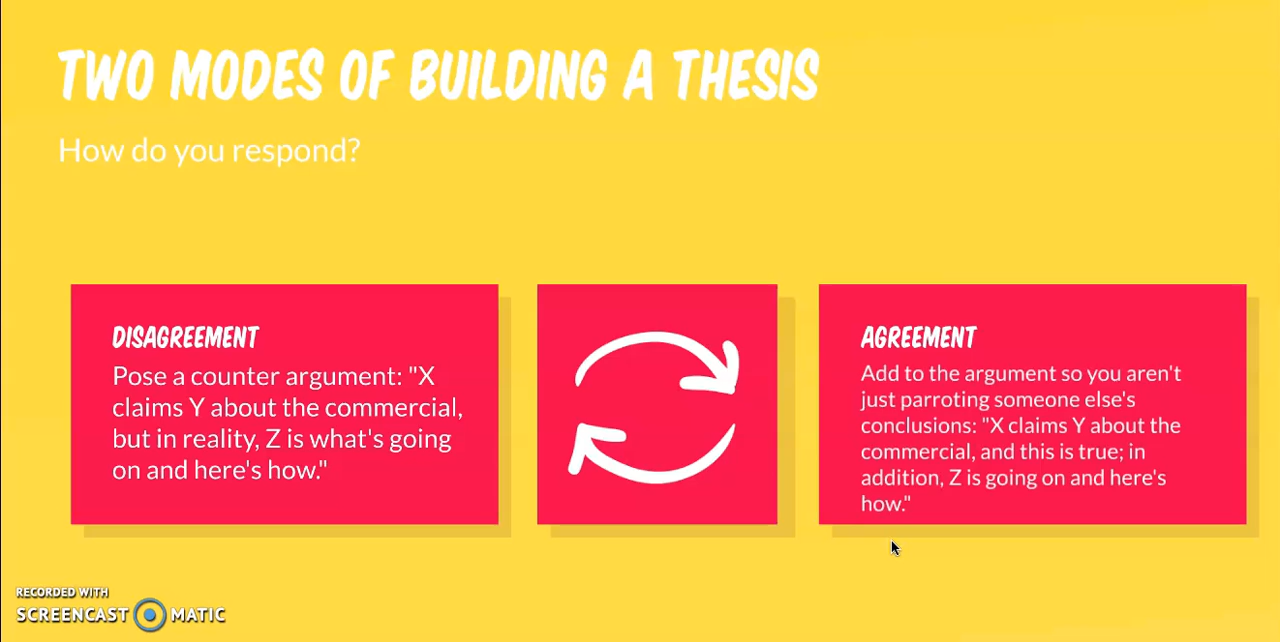 TWO MODES OF BUILDING A THESIS
How do you respond?
DISAGREEMENT
Pose a counter argument: "X
claims Y about the commercial,
but in reality, Z is what's going
on and here's how."
AGREEMENT
Add to the argument so you aren't
just parroting someone else's
conclusions: "X claims Y about the
commercial, and this is true; in
addition, Z is going on and here's
how."
RECORDED WITH
SCREENCAST MATIC